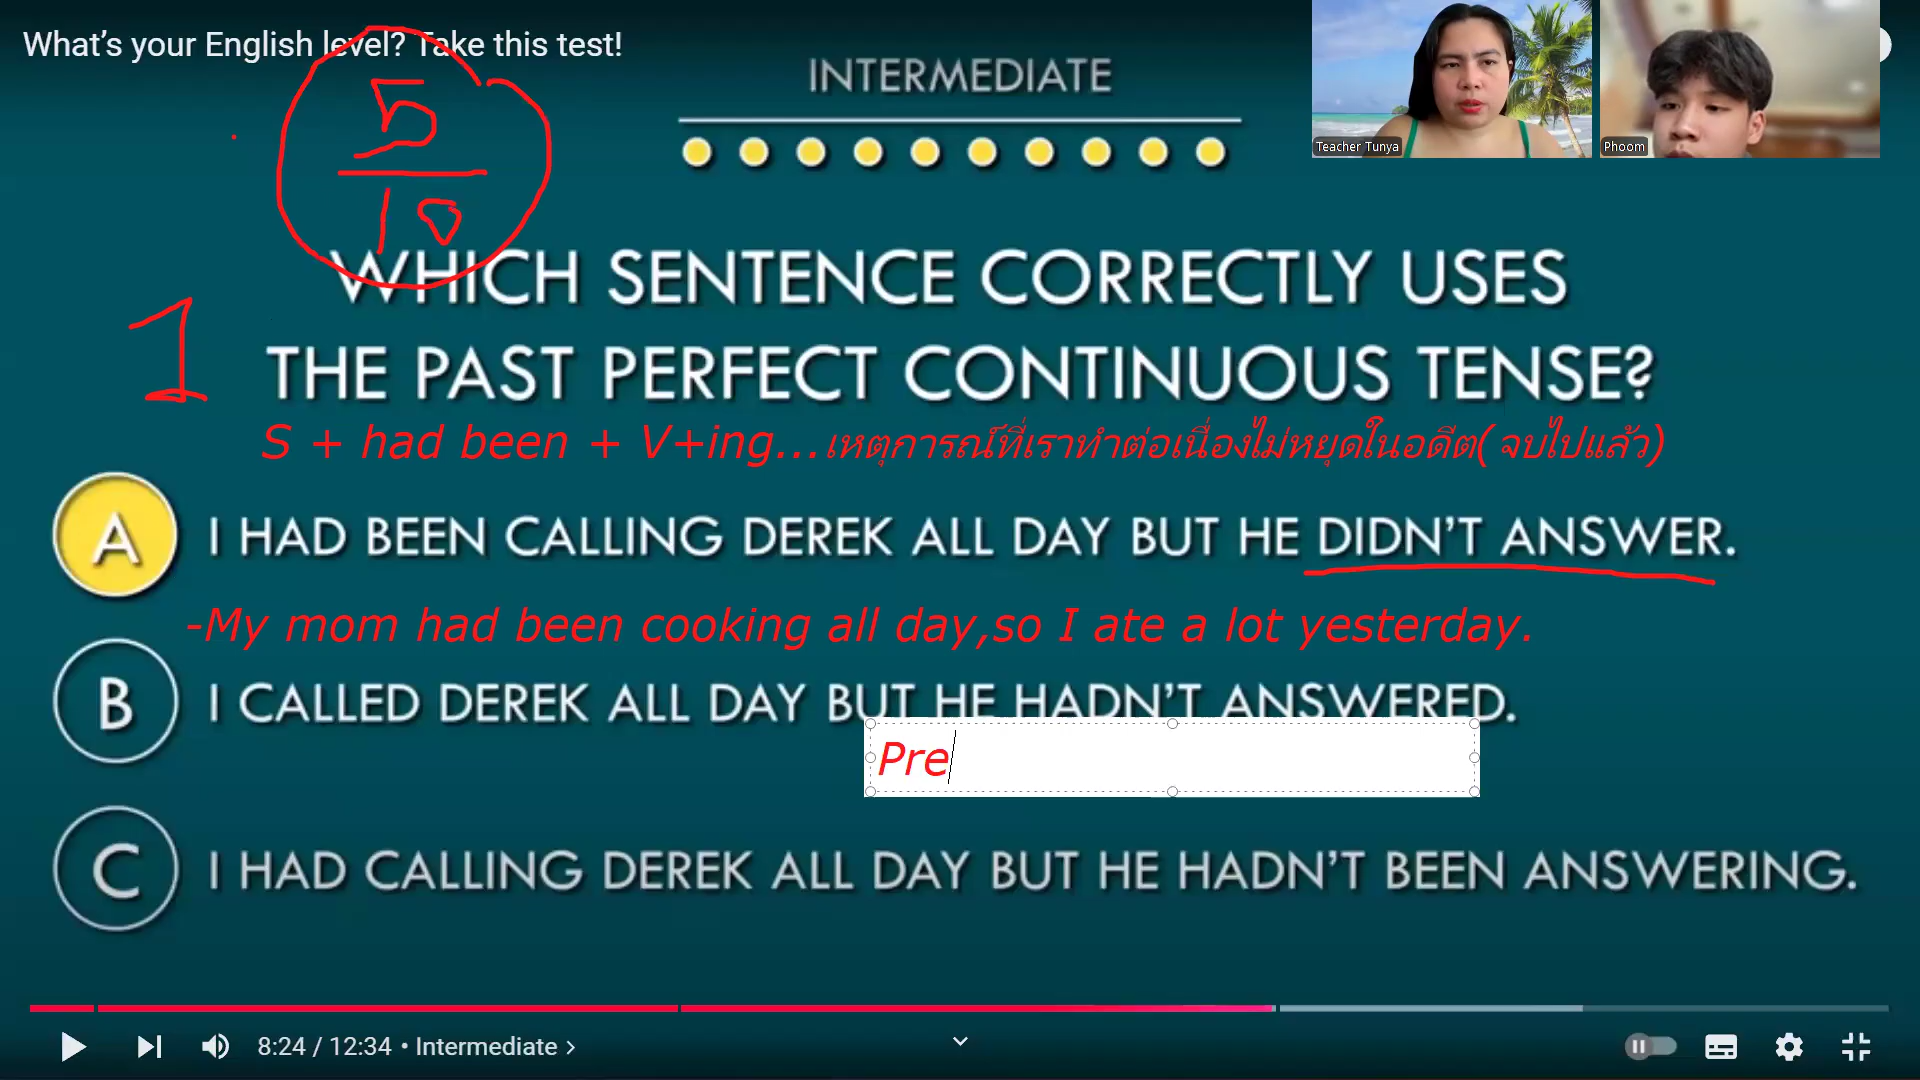 What's your English level? Take this test!
5
10
INTERMEDIATE
Teacher Tunya
Phoom
1
WHICH SENTENCE CORRECTLY USES
THE PAST PERFECT CONTINUOUS TENSE?
S + had been + V+ing...เหตุการณ์ที่เราทำต่อเนื่องไม่หยุดในอดีต(จบไปแล้ว)
A I HAD BEEN CALLING DEREK ALL DAY BUT HE DIDN'T ANSWER.
-My mom had been cooking all day,so I ate a lot yesterday.
B I CALLED DEREK ALL DAY BUT HE HADN'T ANSWERED.
Pre
C I HAD CALLING DEREK ALL DAY BUT HE HADN'T BEEN ANSWERING.
8:24 / 12:34 • Intermediate >